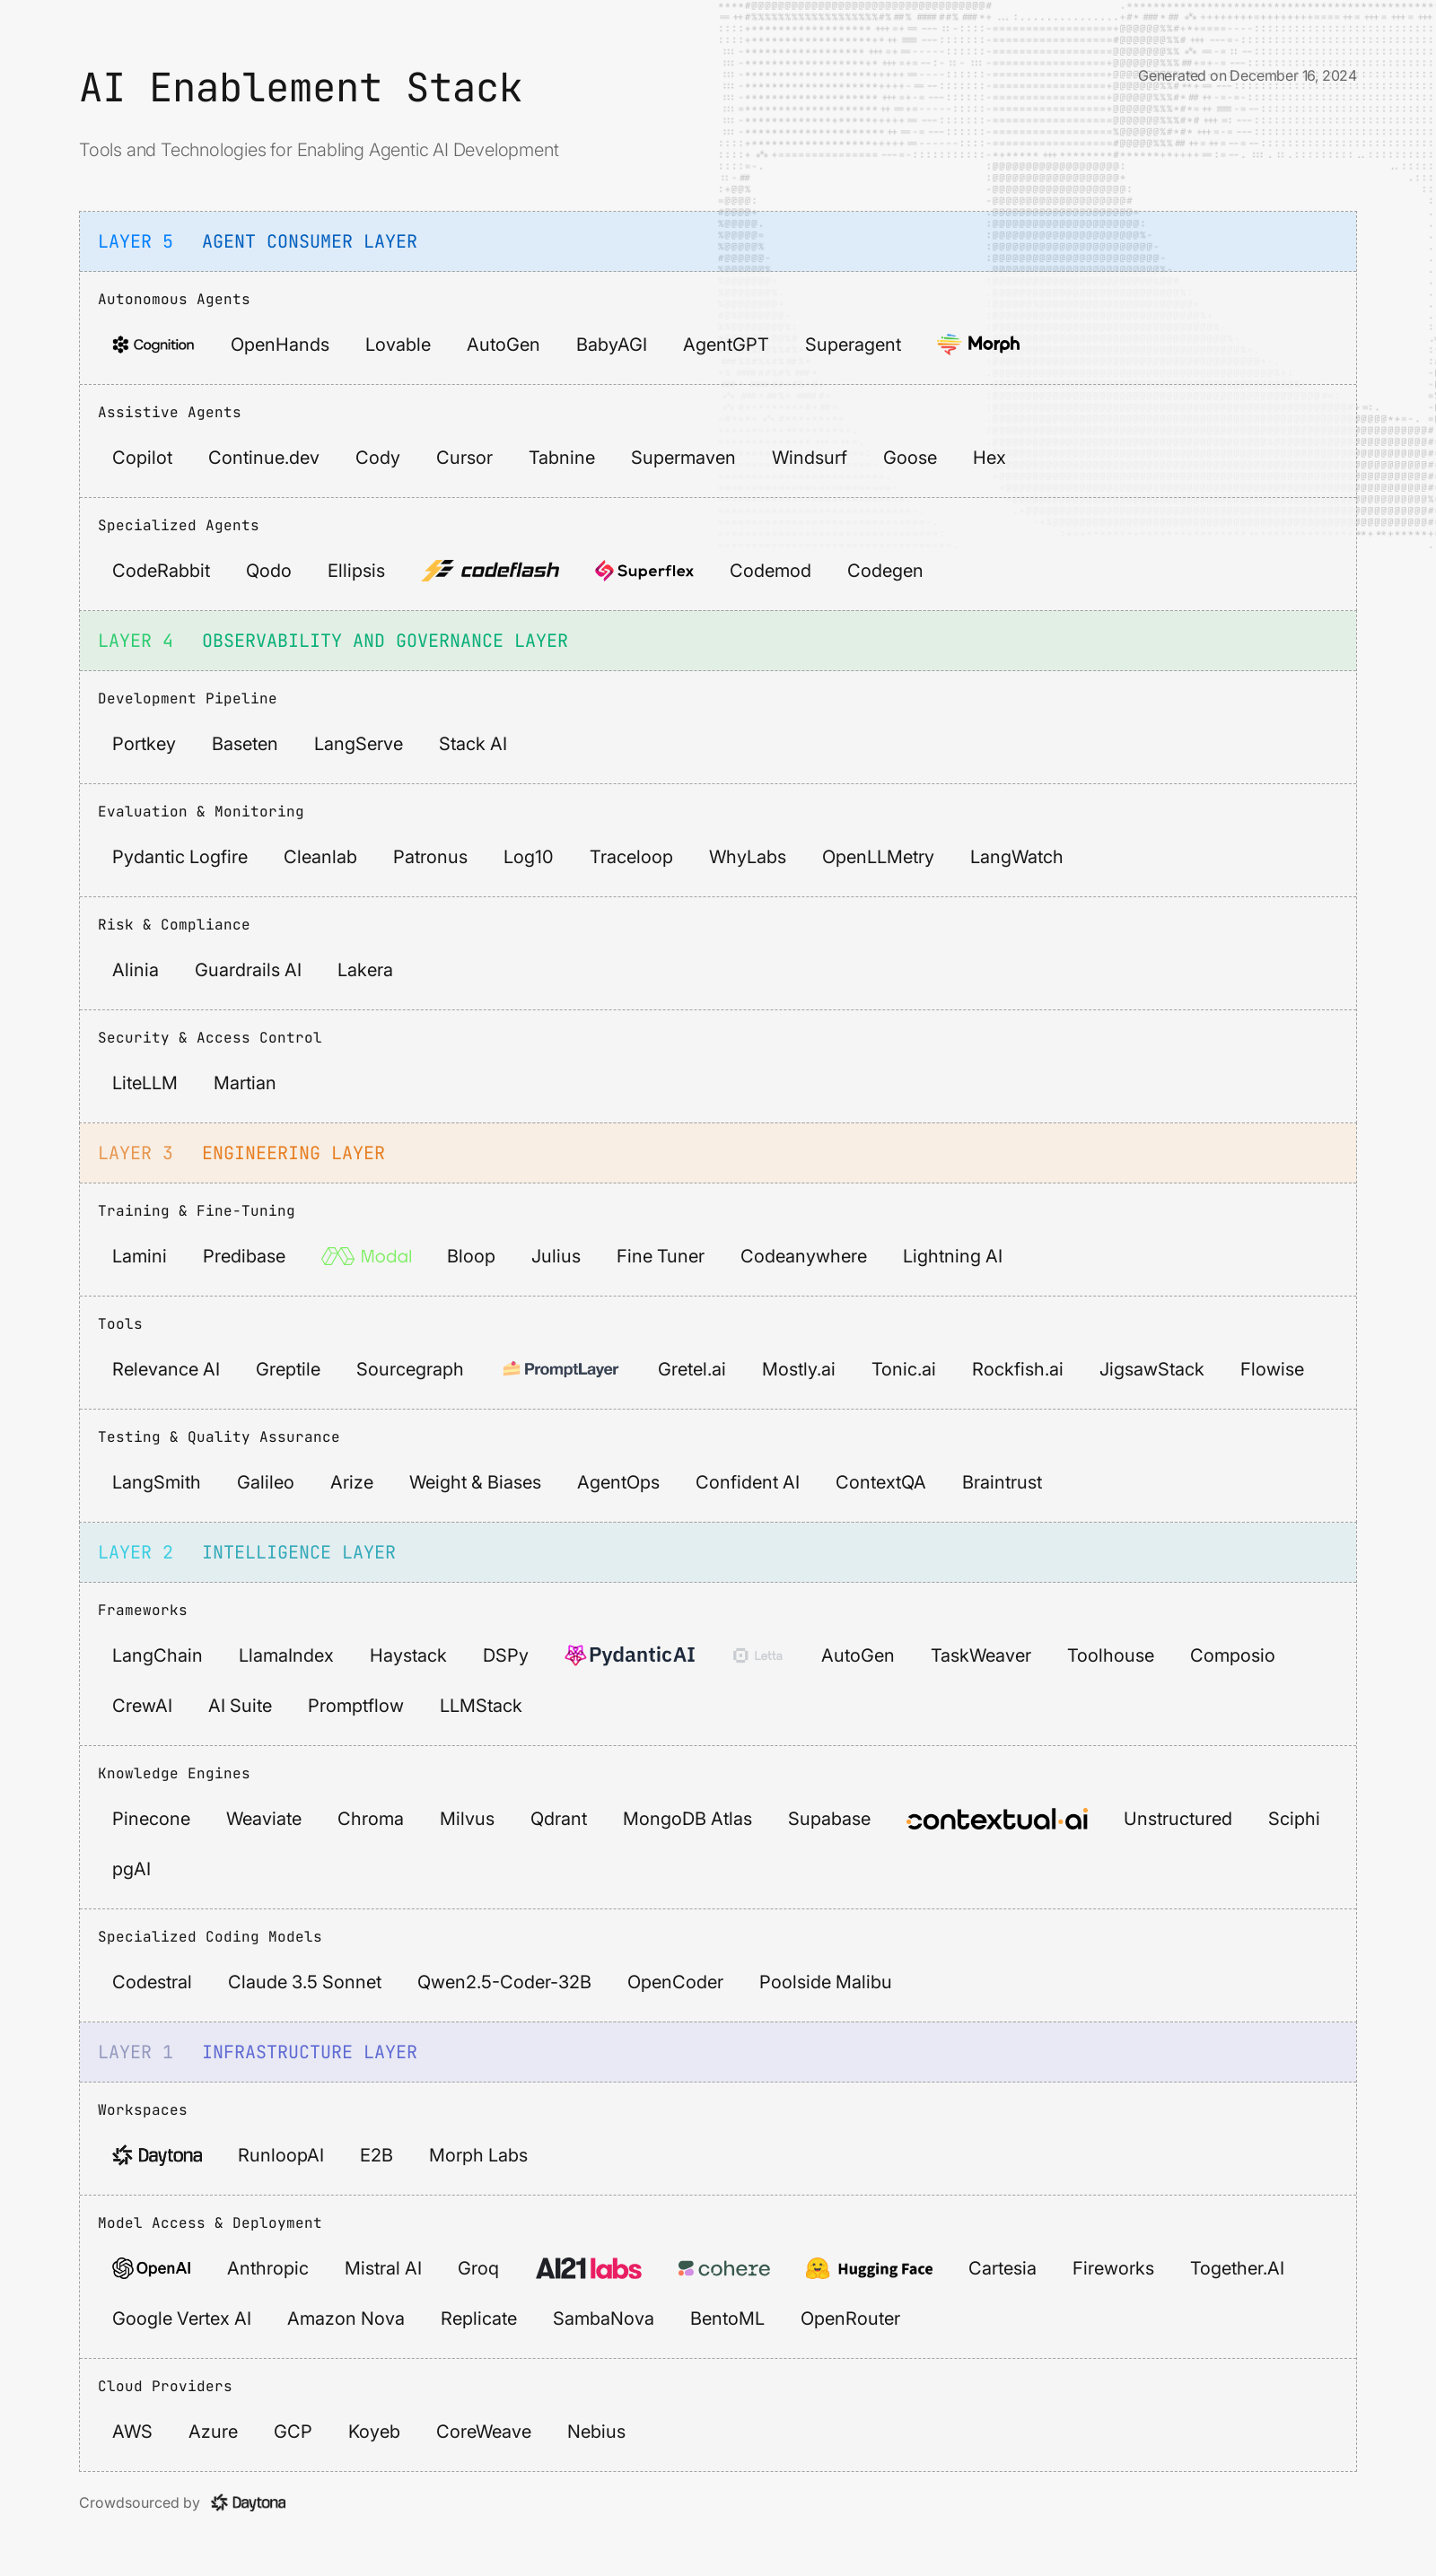 AI Enablement Stack
Generated on December 16, 2024
Tools and Technologies for Enabling Agentic AI Development
LAYER 5 AGENT CONSUMER LAYER
Autonomous Agents
Cognition OpenHands Lovable AutoGen BabyAGI AgentGPT Superagent Morph
Assistive Agents
Copilot Continue.dev Cody Cursor Tabnine Supermaven Windsurf Goose Hex
Specialized Agents
CodeRabbit Qodo Ellipsis codeflash Superflex Codemod Codegen
LAYER 4 OBSERVABILITY AND GOVERNANCE LAYER
Development Pipeline
Portkey Baseten LangServe Stack AI
Evaluation & Monitoring
Pydantic Logfire Cleanlab Patronus Log10 Traceloop WhyLabs OpenLLMetry LangWatch
Risk & Compliance
Alinia Guardrails AI Lakera
Security & Access Control
LiteLLM Martian
LAYER 3 ENGINEERING LAYER
Training & Fine-Tuning
Lamini Predibase Modal Bloop Julius Fine Tuner Codeanywhere Lightning AI
Tools
Relevance AI Greptile Sourcegraph PromptLayer Gretel.ai Mostly.ai Tonic.ai Rockfish.ai JigsawStack Flowise
Testing & Quality Assurance
LangSmith Galileo Arize Weight & Biases AgentOps Confident AI ContextQA Braintrust
LAYER 2 INTELLIGENCE LAYER
Frameworks
LangChain LlamaIndex Haystack DSPy PydanticAI Letta AutoGen TaskWeaver Toolhouse Composio
CrewAI AI Suite Promptflow LLMStack
Knowledge Engines
Pinecone Weaviate Chroma Milvus Qdrant MongoDB Atlas Supabase contextual·ai Unstructured Sciphi
pgAI
Specialized Coding Models
Codestral Claude 3.5 Sonnet Qwen2.5-Coder-32B OpenCoder Poolside Malibu
LAYER 1 INFRASTRUCTURE LAYER
Workspaces
Daytona RunloopAI E2B Morph Labs
Model Access & Deployment
OpenAI Anthropic Mistral AI Groq AI21labs cohere Hugging Face Cartesia Fireworks Together.AI
Google Vertex AI Amazon Nova Replicate SambaNova BentoML OpenRouter
Cloud Providers
AWS Azure GCP Koyeb CoreWeave Nebius
Crowdsourced by Daytona